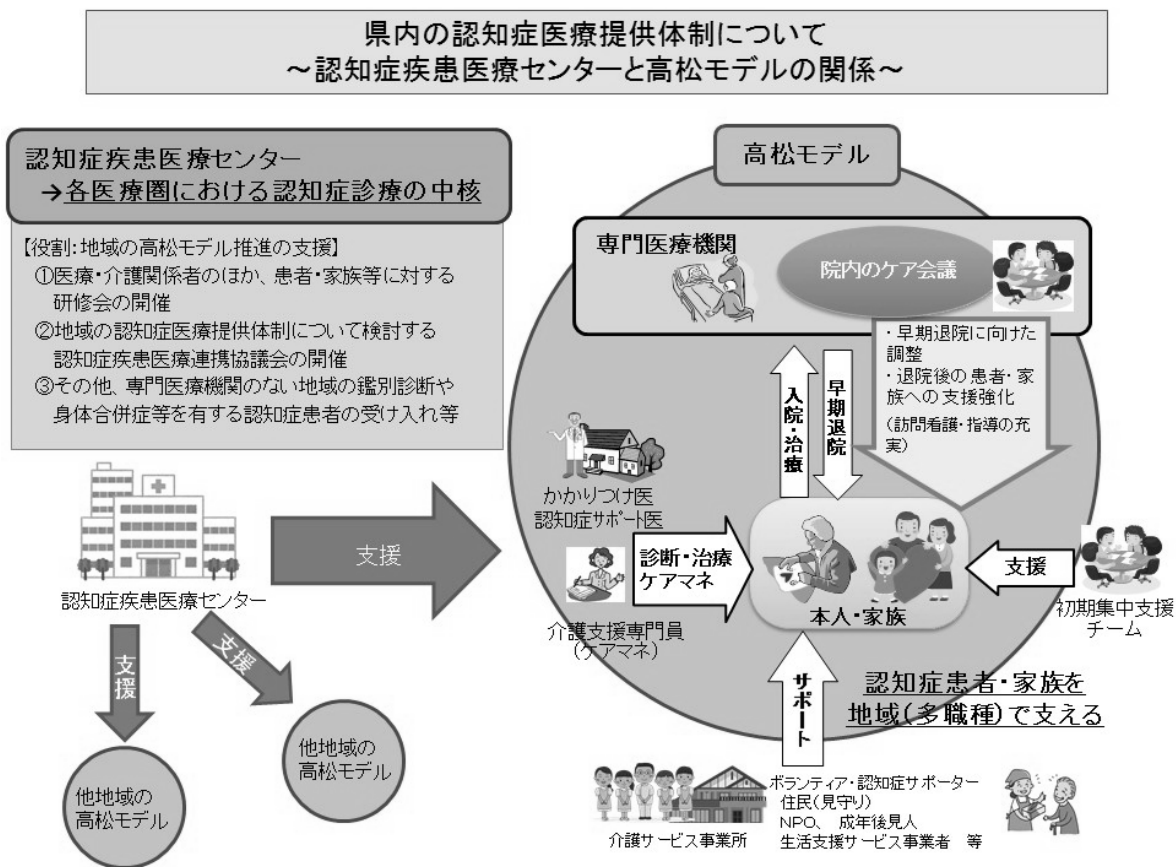 県内の認知症医療提供体制について
～認知症疾患医療センターと高松モデルの関係～
認知症疾患医療センター
→各医療圏における認知症診療の中核
【役割:地域の高松モデル推進の支援】
①医療・介護関係者のほか、患者・家族等に対する
研修会の開催
②地域の認知症医療提供体制について検討する
認知症疾患医療連携協議会の開催
③その他、専門医療機関のない地域の鑑別診断や
身体合併症等を有する認知症患者の受け入れ等
認知症疾患医療センター
支援
支援
支援
他地域の
高松モデル
他地域の
高松モデル
高松モデル
専門医療機関
院内のケア会議
・早期退院に向けた
調整
・退院後の患者・家
族への支援強化
(訪問看護・指導の充
実)
入院・治療
早期退院
かかりつけ医
認知症サポート医
診断・治療
ケアマネ
介護支援専門員
(ケアマネ)
本人・家族
支援
初期集中支援
チーム
サポート
認知症患者・家族を
地域(多職種)で支える
介護サービス事業所
ボランティア・認知症サポーター
住民(見守り)
NPO、 成年後見人
生活支援サービス事業者 等